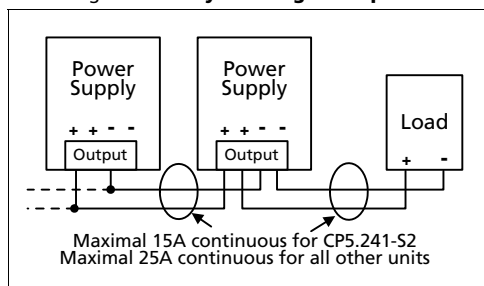 Power
Supply
+ + - -
Output
Power
Supply
+ + - -
Output
Load
+ -
Maximal 15A continuous for CP5.241-S2
Maximal 25A continuous for all other units